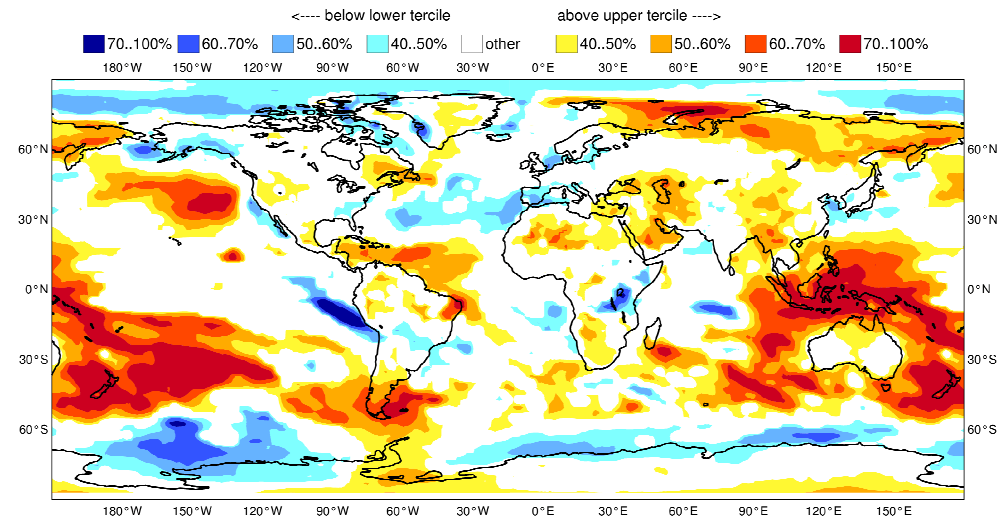 <---- below lower tercile above upper tercile ---->
70..100% 60..70% 50..60% 40..50% other 40..50% 50..60% 60..70% 70..100%
180°W 150°W 120°W 90°W 60°W 30°W 0°E 30°E 60°E 90°E 120°E 150°E
60°N 60°N
30°N 30°N
0°N 0°N
30°S 30°S
60°S 60°S
180°W 150°W 120°W 90°W 60°W 30°W 0°E 30°E 60°E 90°E 120°E 150°E